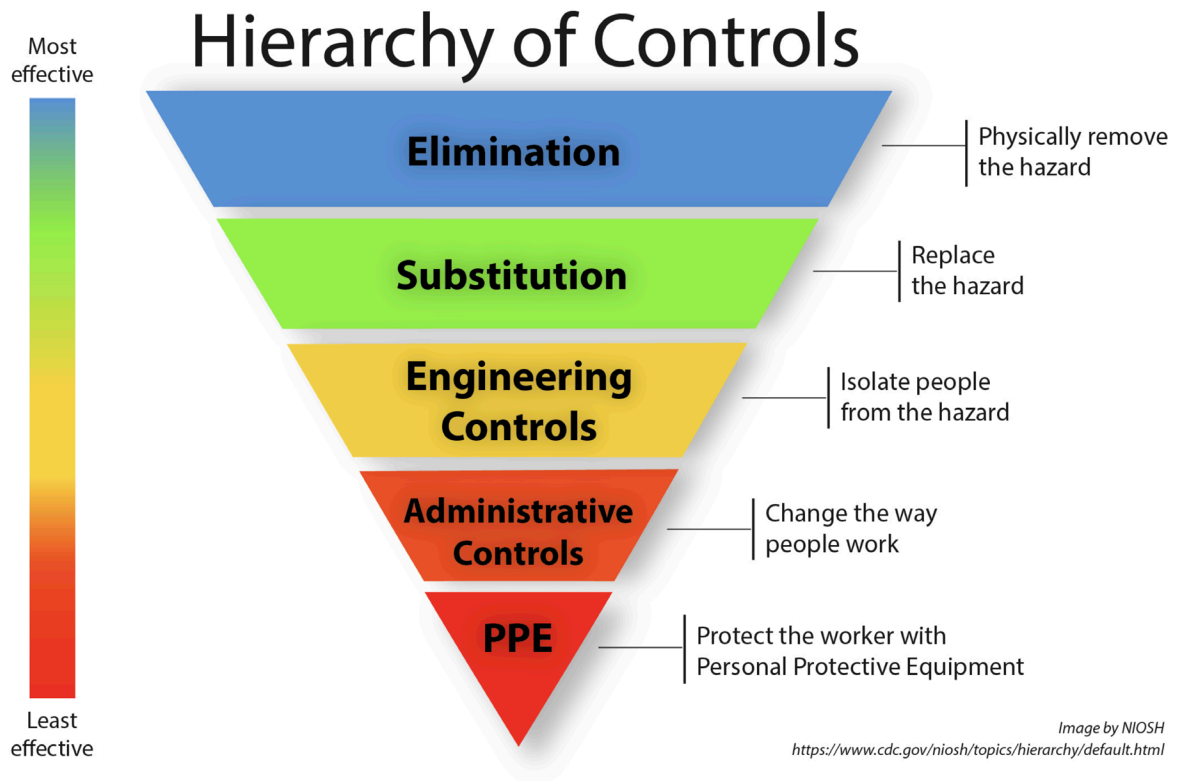 Hierarchy of Controls
Most
effective
Elimination
Physically remove
the hazard
Substitution
Replace
the hazard
Engineering
Controls
Isolate people
from the hazard
Administrative
Controls
Change the way
people work
PPE
Protect the worker with
Personal Protective Equipment
Least
effective
Image by NIOSH
https://www.cdc.gov/niosh/topics/hierarchy/default.html